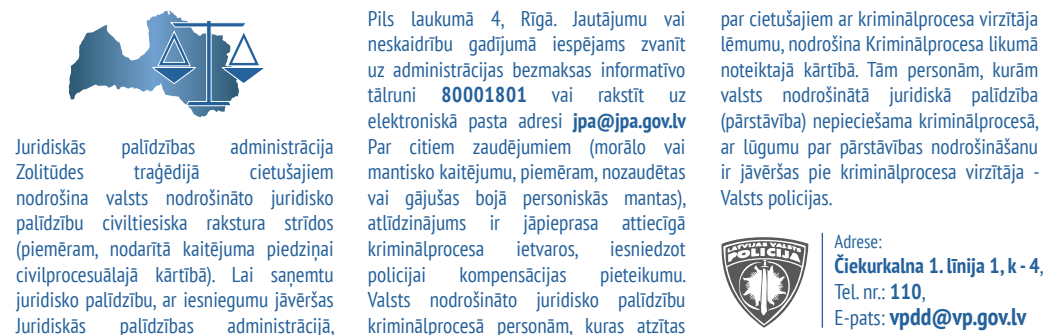 Juridiskās palīdzības administrācija
Zolitūdes traģēdijā cietušajiem
nodrošina valsts nodrošināto juridisko
palīdzību civiltiesiska rakstura strīdos
(piemēram, nodarītā kaitējuma piedziņai
civilprocesuālajā kārtībā). Lai saņemtu
juridisko palīdzību, ar iesniegumu jāvēršas
Juridiskās palīdzības administrācijā,
Pils laukumā 4, Rīgā. Jautājumu vai
neskaidrību gadījumā iespējams zvanīt
uz administrācijas bezmaksas informatīvo
tālruni 80001801 vai rakstīt uz
elektroniskā pasta adresi jpa@jpa.gov.lv
Par citiem zaudējumiem (morālo vai
mantisko kaitējumu, piemēram, nozaudētas
vai gājušas bojā personiskās mantas),
atlīdzinājums ir jāpieprasa attiecīgā
kriminālprocesa ietvaros, iesniedzot
policijai kompensācijas pieteikumu.
Valsts nodrošināto juridisko palīdzību
kriminālprocesā personām, kuras atzītas
par cietušajiem ar kriminālprocesa virzītāja
lēmumu, nodrošina Kriminālprocesa likumā
noteiktajā kārtībā. Tām personām, kurām
valsts nodrošinātā juridiskā palīdzība
(pārstāvība) nepieciešama kriminālprocesā,
ar lūgumu par pārstāvības nodrošināšanu
ir jāvēršas pie kriminālprocesa virzītāja -
Valsts policijas.
LATVIJAS VALSTS
POLICIJA
Adrese:
Čiekurkalna 1. līnija 1, k - 4,
Tel. nr.: 110,
E-pats: vpdd@vp.gov.lv